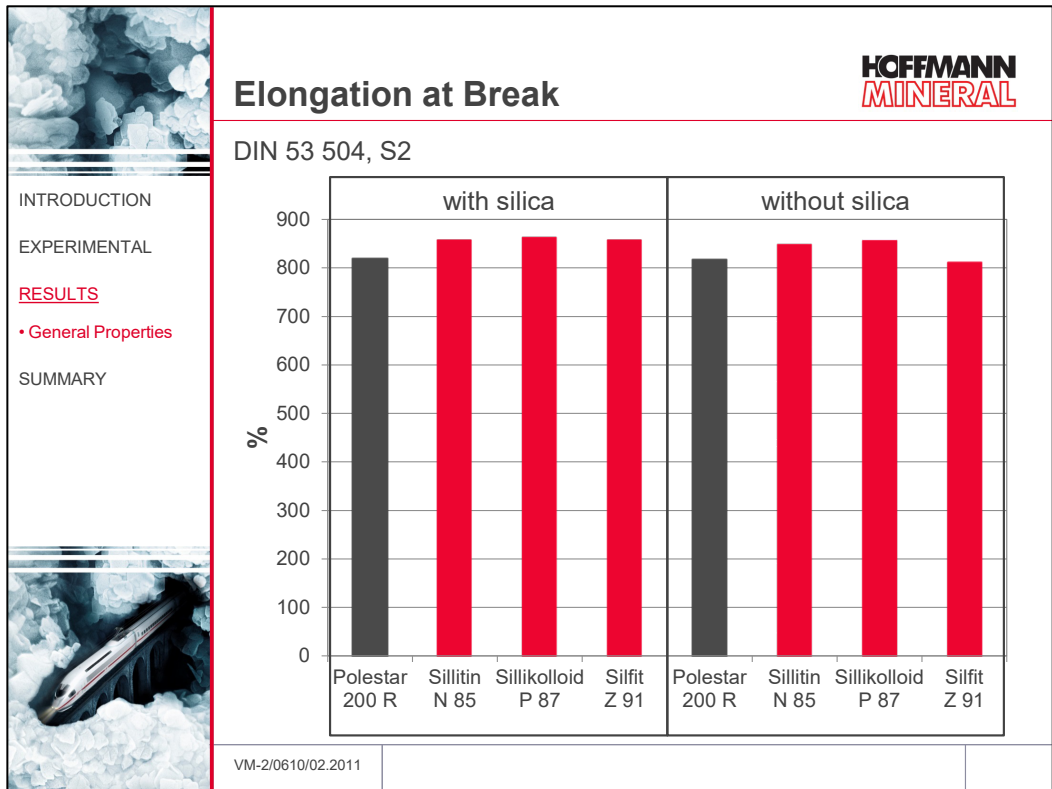 Elongation at Break
HOFFMANN
MINERAL
DIN 53 504, S2
INTRODUCTION
EXPERIMENTAL
RESULTS
• General Properties
SUMMARY
with silica
without silica
900
800
700
600
500
400
300
200
100
0
%
Polestar 200 R
Sillitin N 85
Sillikolloid P 87
Silfit Z 91
Polestar 200 R
Sillitin N 85
Sillikolloid P 87
Silfit Z 91
VM-2/0610/02.2011